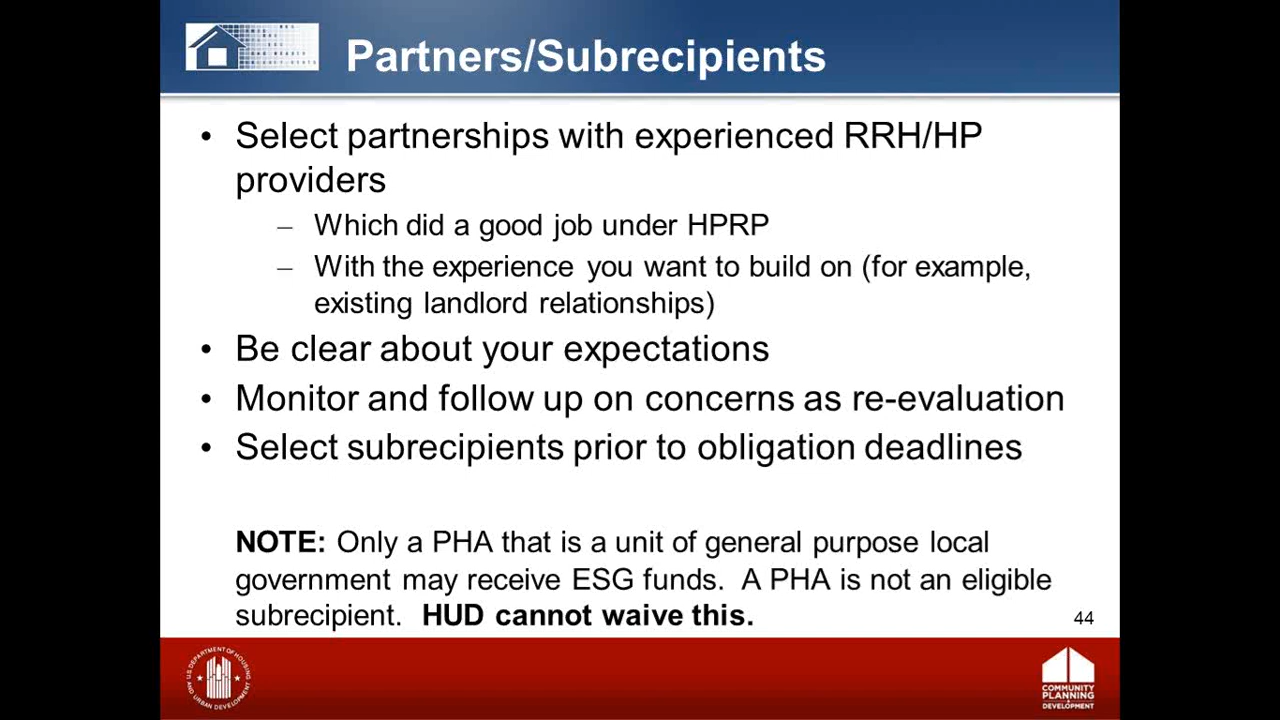 Partners/Subrecipients
• Select partnerships with experienced RRH/HP
providers
– Which did a good job under HPRP
– With the experience you want to build on (for example,
existing landlord relationships)
• Be clear about your expectations
• Monitor and follow up on concerns as re-evaluation
• Select subrecipients prior to obligation deadlines
NOTE: Only a PHA that is a unit of general purpose local
government may receive ESG funds. A PHA is not an eligible
subrecipient. HUD cannot waive this.
44
U.S. DEPARTMENT OF HOUSING
AND URBAN DEVELOPMENT
COMMUNITY
PLANNING
DEVELOPMENT